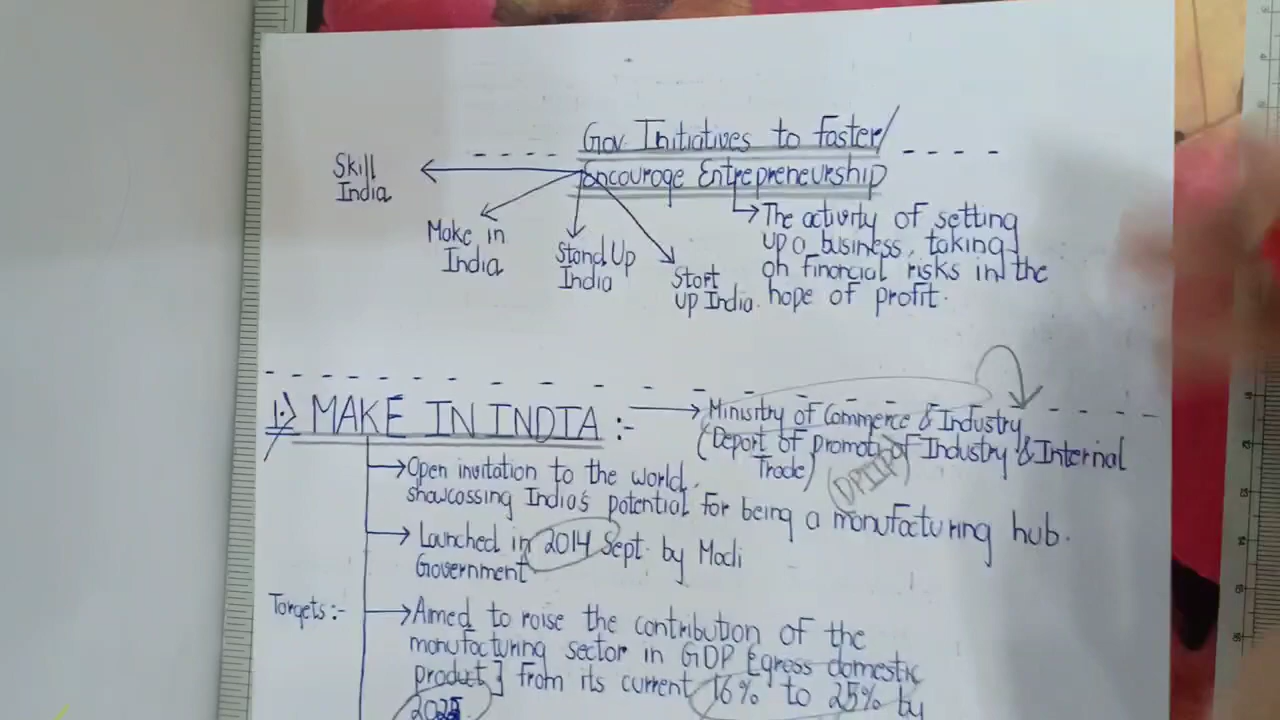 Gov. Initiatives to Foster/
Encourage Entrepreneurship
Skill
India
Make in
India
Stand Up
India
Start
Up India.
The activity of setting
up a business, taking
on financial risks in the
hope of profit.
1) MAKE IN INDIA :-
Ministry of Commerce & Industry
(Depart of promotn of Industry & Internal
Trade)
(DPIIP)
Open invitation to the world,
showcasing India's potential for being a manufacturing hub.
Launched in 2014 Sept. by Modi
Government
Targets:-
Aimed to raise the contribution of the
manufacturing sector in GDP [gross domestic
product] from its current 16% to 25% by
2025